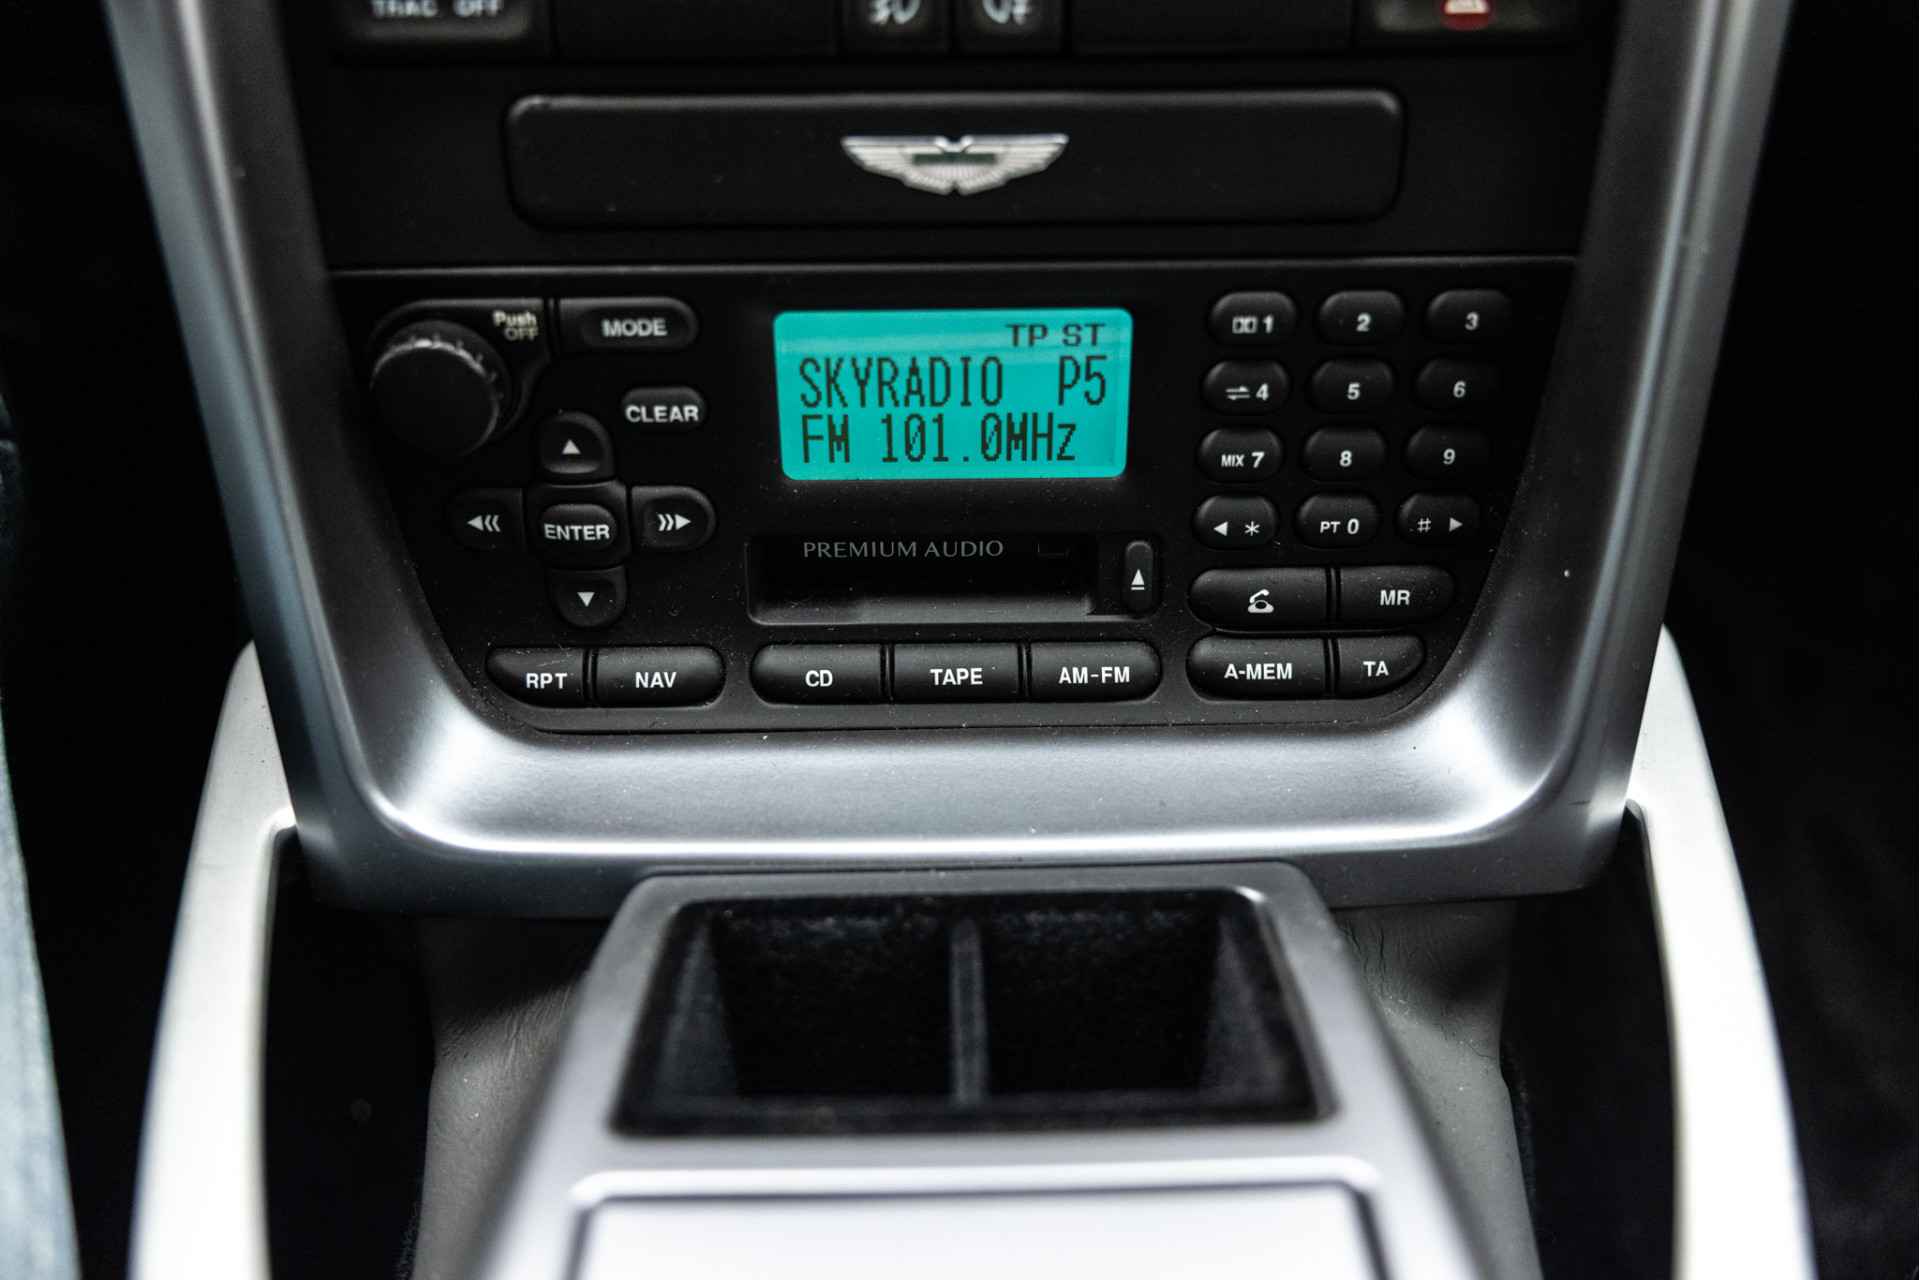 TRAC OFF
Push
OFF
MODE
CLEAR
ENTER
TP ST
SKYRADIO P5
FM 101.0MHz
PREMIUM AUDIO
1 2 3
4 5 6
MIX 7 8 9
* PT 0 #
MR
RPT NAV CD TAPE AM-FM A-MEM TA